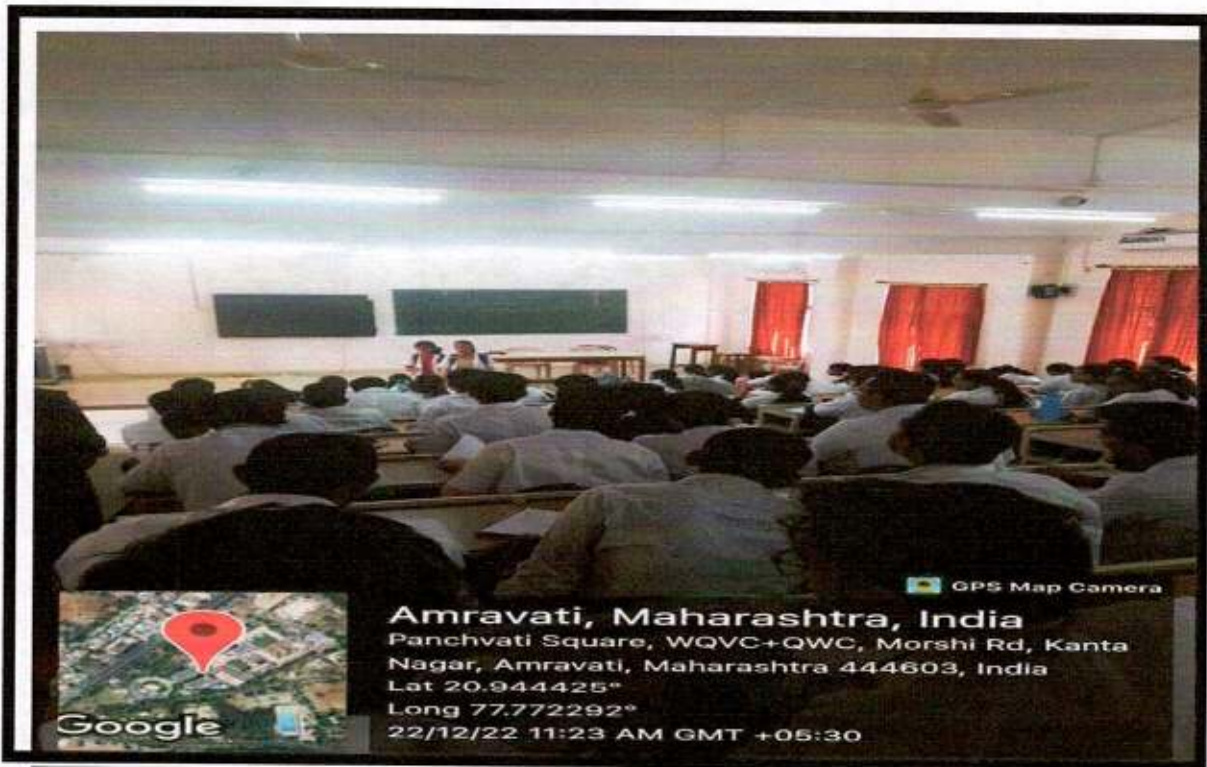 GPS Map Camera
Amravati, Maharashtra, India
Panchvati Square, WQVC+QWC, Morshi Rd, Kanta
Nagar, Amravati, Maharashtra 444603, India
Lat 20.944425°
Long 77.772292°
22/12/22 11:23 AM GMT +05:30
Google